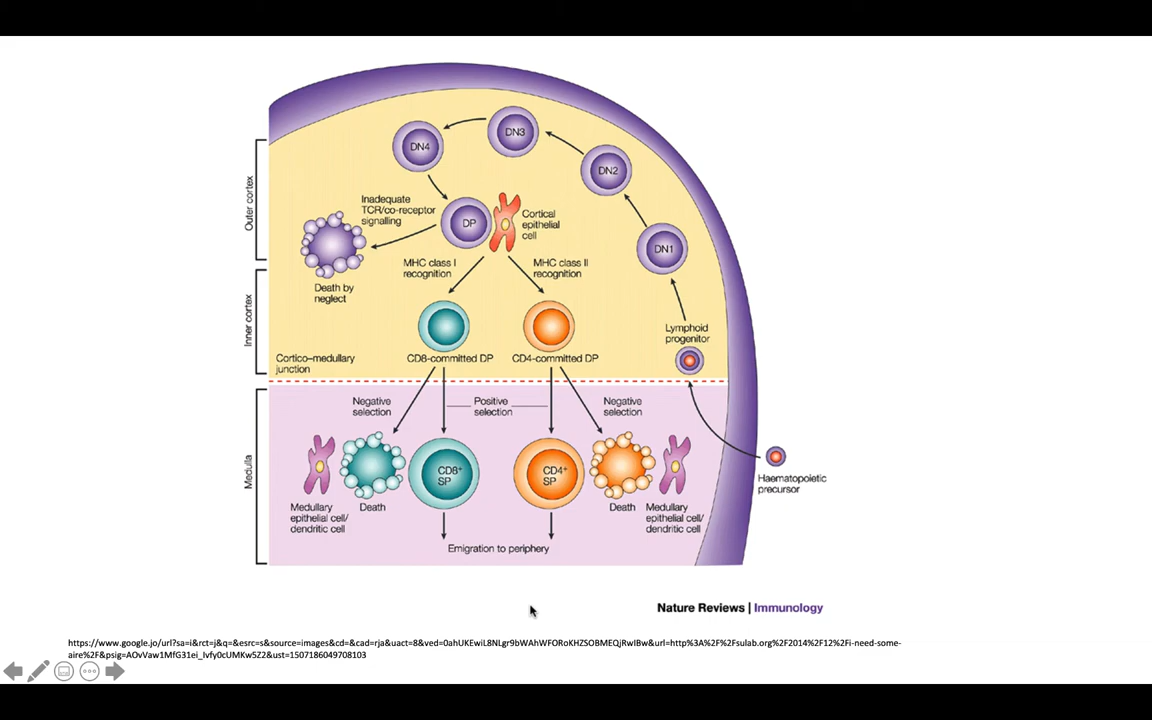 DN3
DN4
DN2
Outer cortex
Inadequate
TCR/co-receptor
signalling
DP
Cortical
epithelial
cell
DN1
MHC class I
recognition
MHC class II
recognition
Death by
neglect
Inner cortex
Lymphoid
progenitor
Cortico–medullary
junction
CD8-committed DP
CD4-committed DP
Negative
selection
Positive
selection
Negative
selection
Medulla
CD8+
SP
CD4+
SP
Haematopoietic
precursor
Medullary
epithelial cell/
dendritic cell
Death
Death
Medullary
epithelial cell/
dendritic cell
Emigration to periphery
Nature Reviews | Immunology